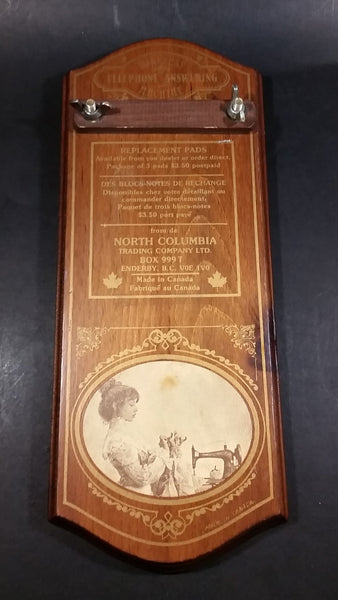 TELEPHONE ANSWERING
MACHINE
REPLACEMENT PADS
Available from you dealer or order direct,
Package of 3 pads $3.50 postpaid
DES BLOCS-NOTES DE RECHANGE
Disponibles chez votre détaillant ou
commander directement,
Paquet de trois blocs-notes
$3.50 port payé
from de:
NORTH COLUMBIA
TRADING COMPANY LTD.
BOX 999 T
ENDERBY, B.C. V0E 1V0
Made in Canada
Fabriqué au Canada
MADE IN CANADA